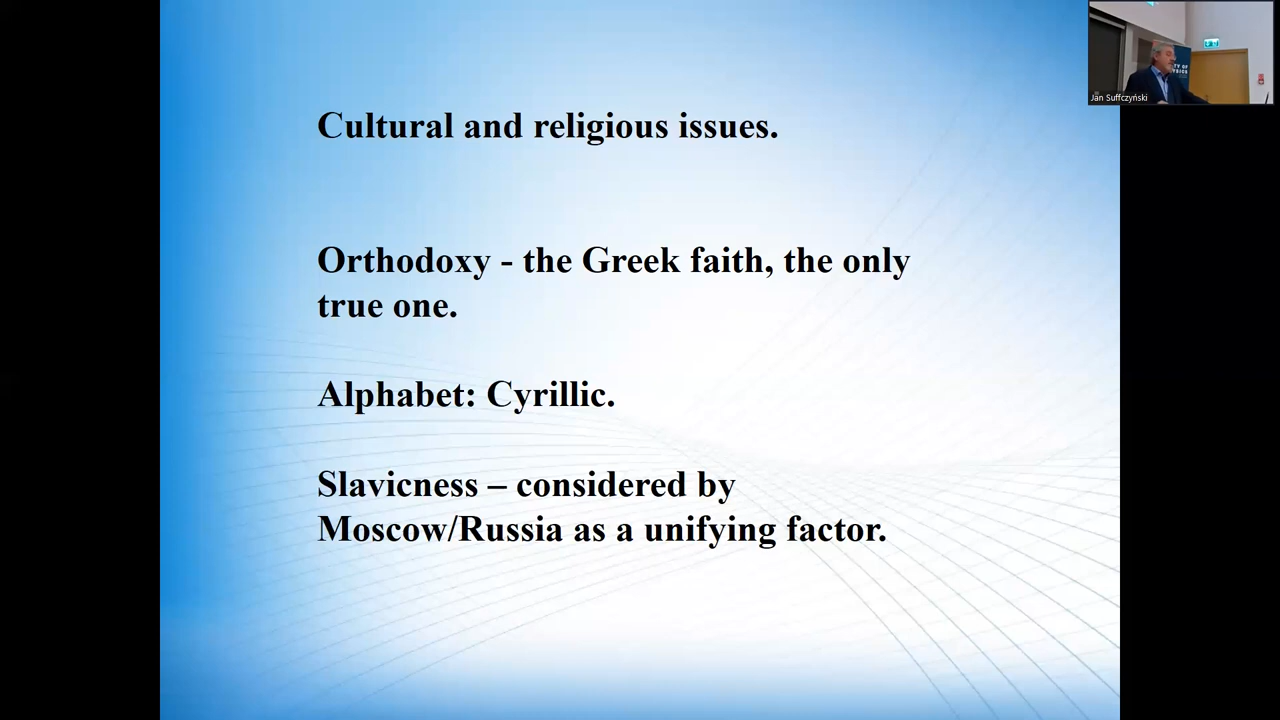 Cultural and religious issues.
Orthodoxy - the Greek faith, the only
true one.
Alphabet: Cyrillic.
Slavicness – considered by
Moscow/Russia as a unifying factor.
Jan Suffczyński